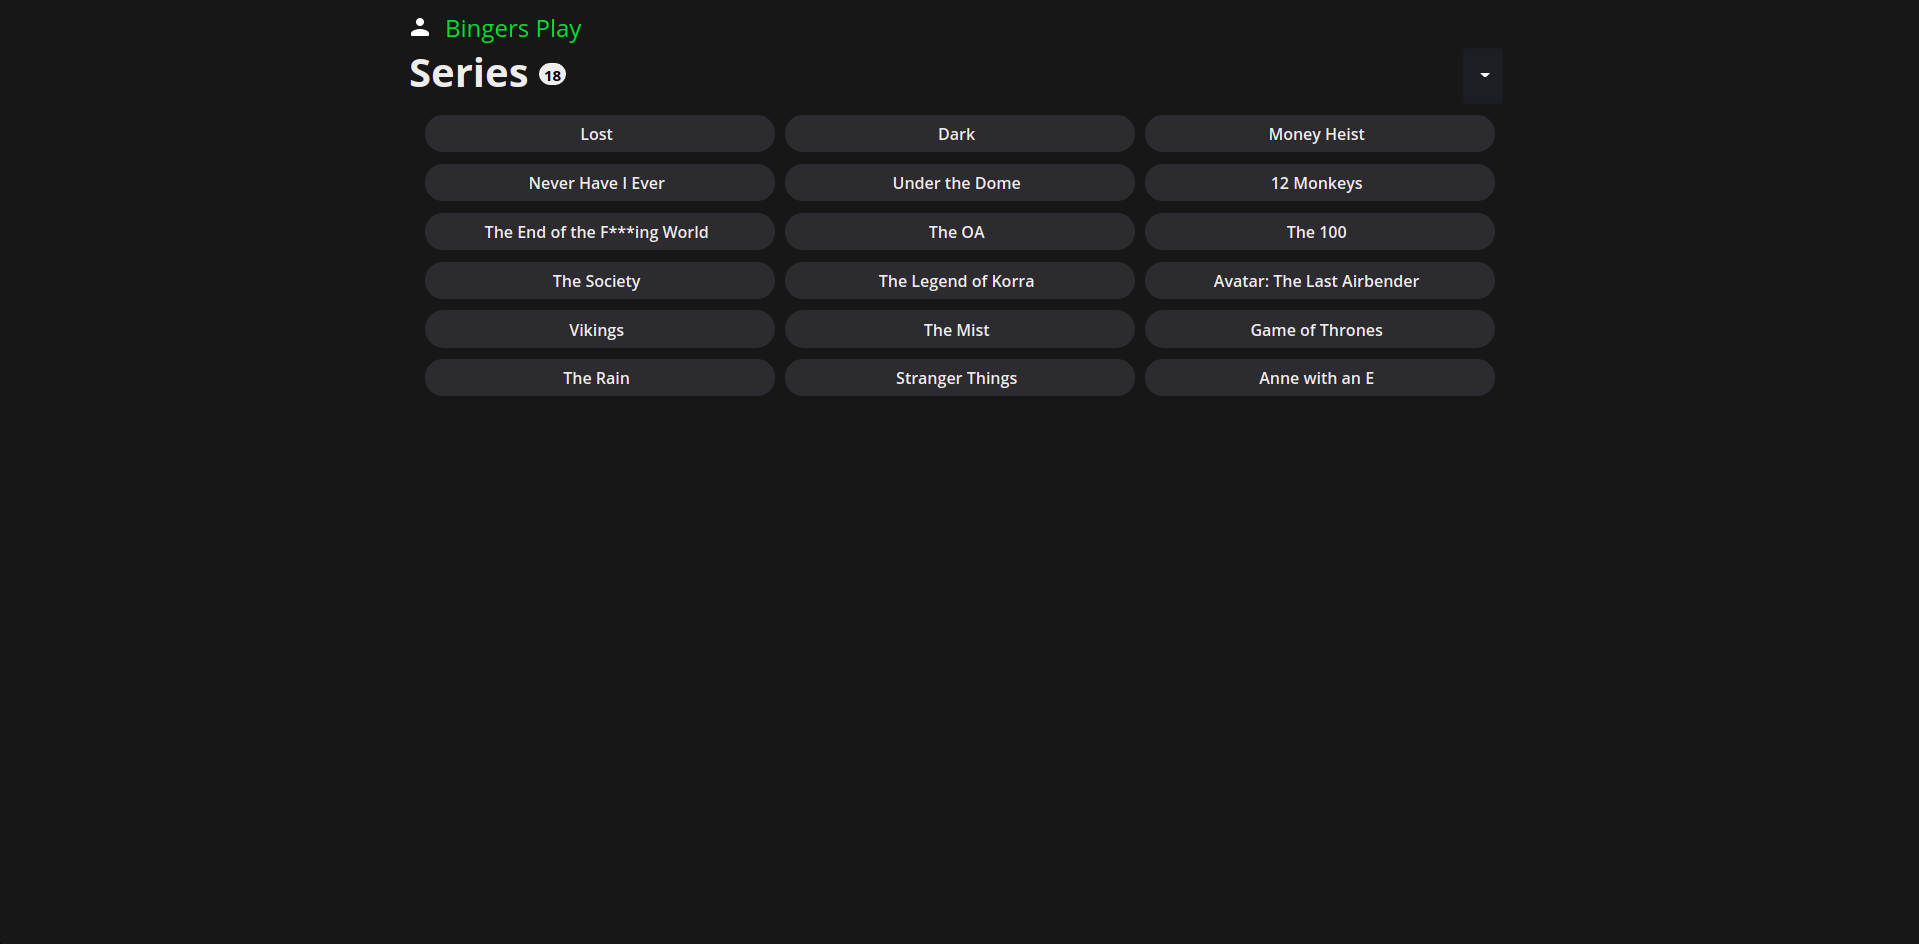 Bingers Play
Series 18
Lost Dark Money Heist
Never Have I Ever Under the Dome 12 Monkeys
The End of the F***ing World The OA The 100
The Society The Legend of Korra Avatar: The Last Airbender
Vikings The Mist Game of Thrones
The Rain Stranger Things Anne with an E